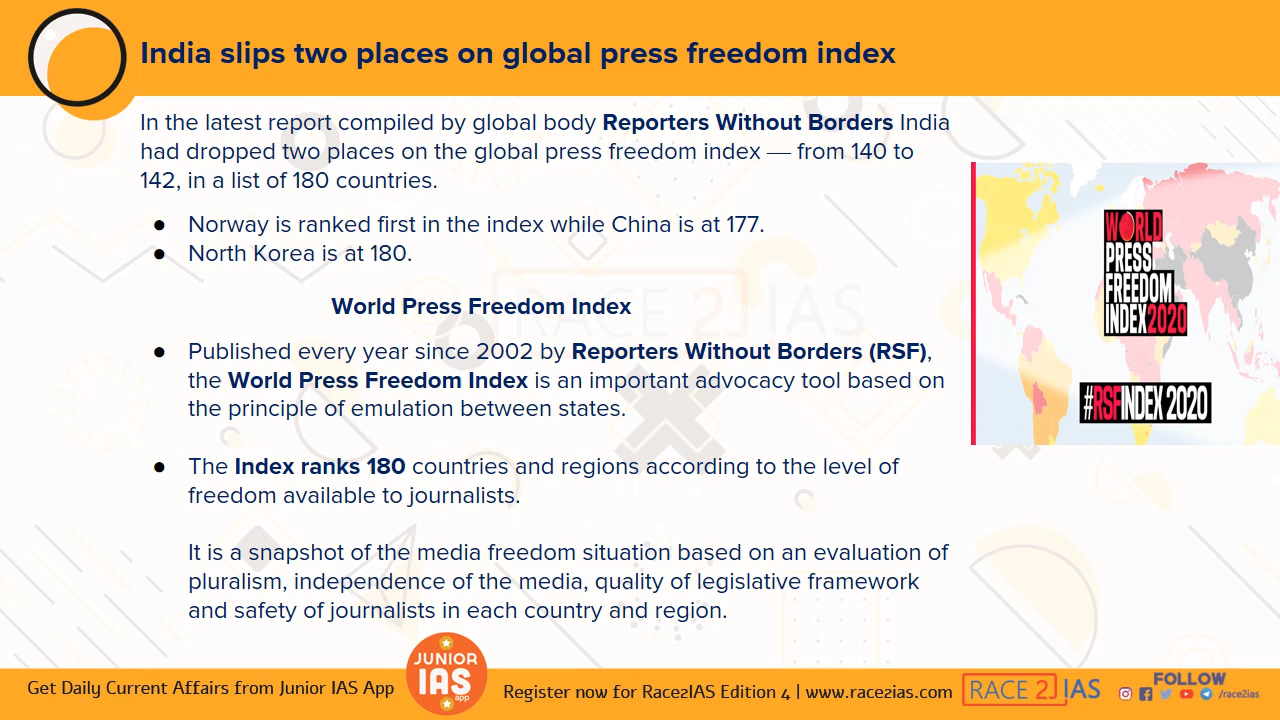 India slips two places on global press freedom index
In the latest report compiled by global body Reporters Without Borders India
had dropped two places on the global press freedom index — from 140 to
142, in a list of 180 countries.
● Norway is ranked first in the index while China is at 177.
● North Korea is at 180.
RACE 2 IAS
World Press Freedom Index
● Published every year since 2002 by Reporters Without Borders (RSF),
the World Press Freedom Index is an important advocacy tool based on
the principle of emulation between states.
● The Index ranks 180 countries and regions according to the level of
freedom available to journalists.
It is a snapshot of the media freedom situation based on an evaluation of
pluralism, independence of the media, quality of legislative framework
and safety of journalists in each country and region.
WORLD
PRESS
FREEDOM
INDEX2020
#RSFINDEX 2020
Get Daily Current Affairs from Junior IAS App
JUNIOR
IAS
app
Register now for Race2IAS Edition 4 | www.race2ias.com
RACE 2 IAS
FOLLOW
/race2ias